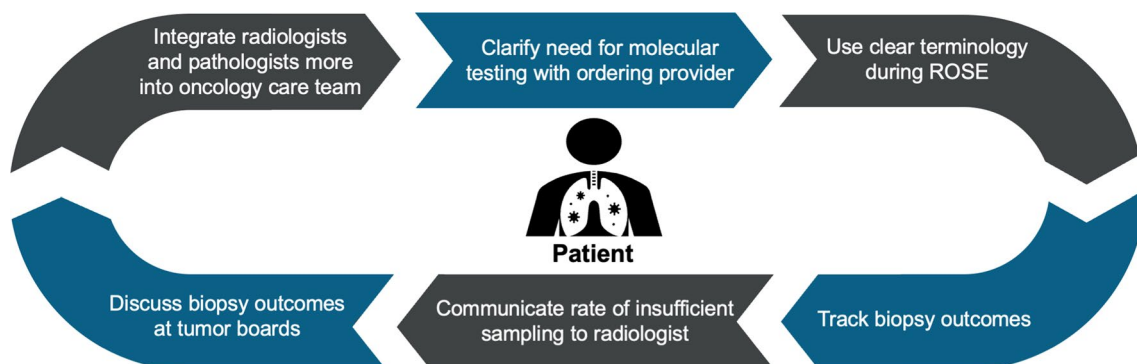 Integrate radiologists
and pathologists more
into oncology care team
Clarify need for molecular
testing with ordering provider
Use clear terminology
during ROSE
Patient
Discuss biopsy outcomes
at tumor boards
Communicate rate of insufficient
sampling to radiologist
Track biopsy outcomes